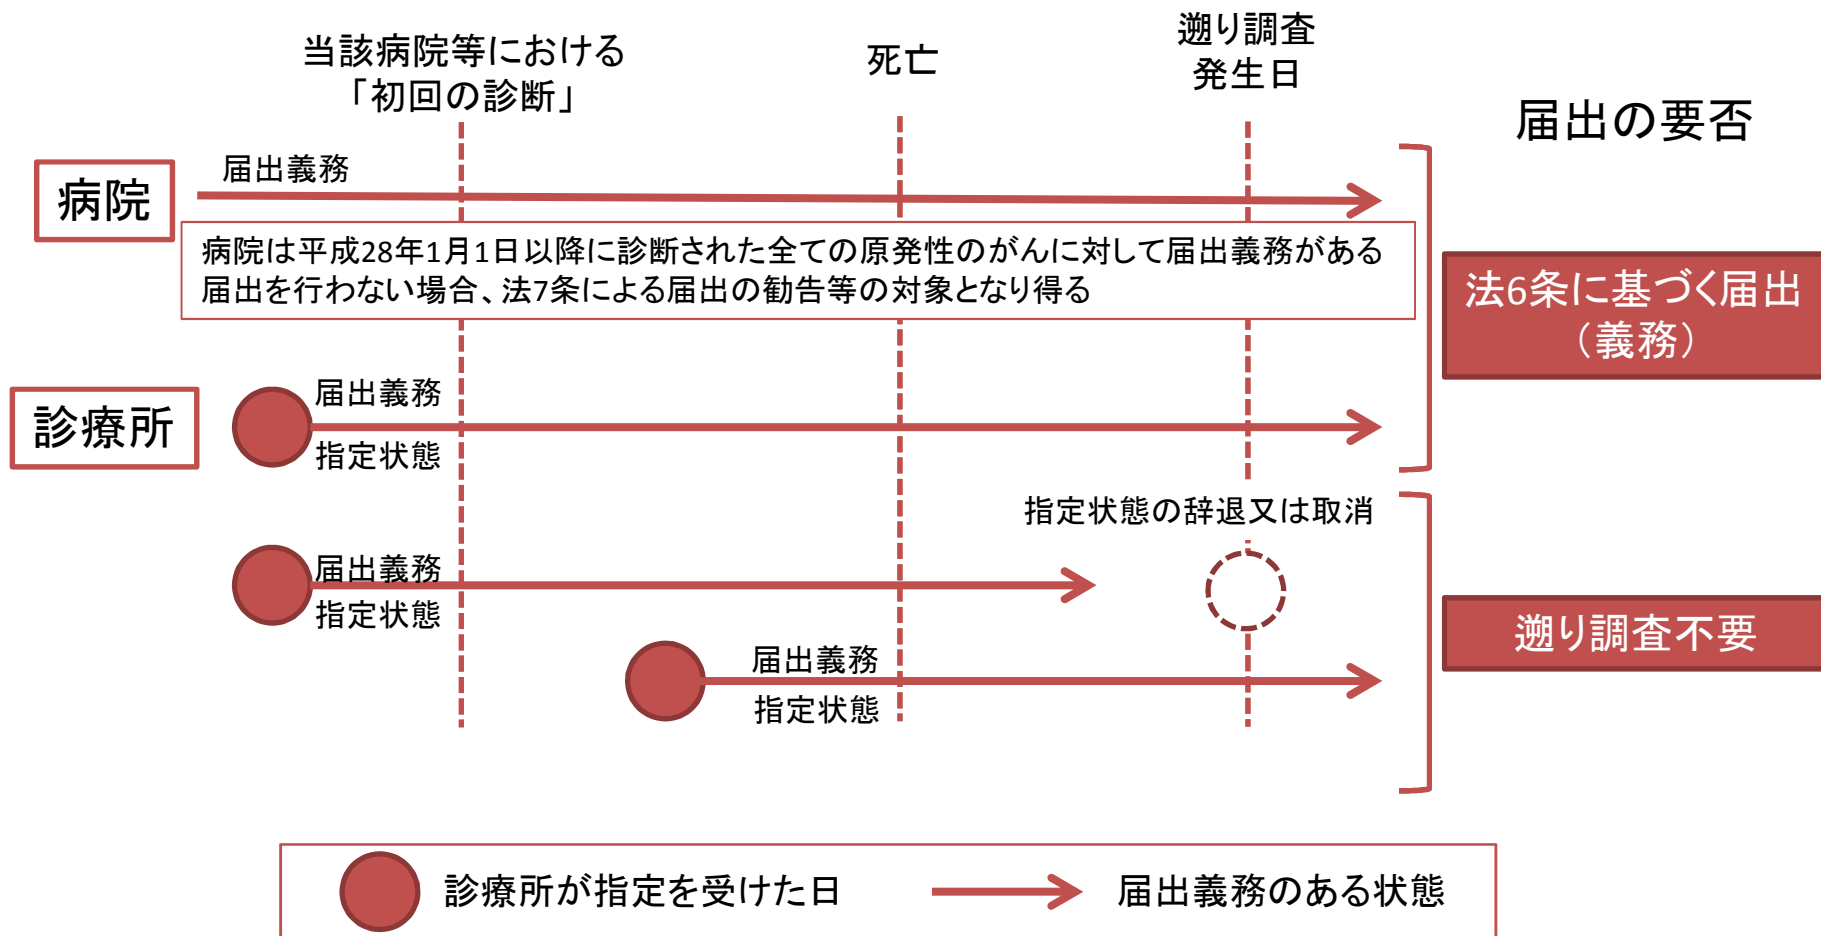 当該病院等における
「初回の診断」
死亡
遡り調査
発生日
届出の要否
病院
届出義務
病院は平成28年1月1日以降に診断された全ての原発性のがんに対して届出義務がある
届出を行わない場合、法7条による届出の勧告等の対象となり得る
法6条に基づく届出
（義務）
診療所
届出義務
指定状態
指定状態の辞退又は取消
届出義務
指定状態
遡り調査不要
届出義務
指定状態
診療所が指定を受けた日
届出義務のある状態